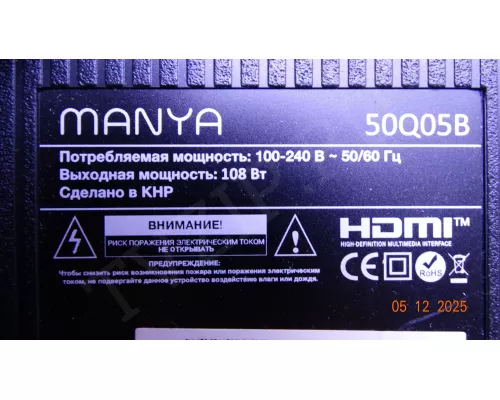 MANYA 50Q05B
Потребляемая мощность: 100-240 В ~ 50/60 Гц
Выходная мощность: 108 Вт
Сделано в КНР
ВНИМАНИЕ!
РИСК ПОРАЖЕНИЯ ЭЛЕКТРИЧЕСКИМ ТОКОМ
НЕ ОТКРЫВАТЬ
ПРЕДУПРЕЖДЕНИЕ:
Чтобы снизить риск возникновения пожара или поражения электрическим
током, не подвергайте данное устройство воздействию влаги или дождя.
HDMI™
HIGH-DEFINITION MULTIMEDIA INTERFACE
CE RoHS
05 12 2025